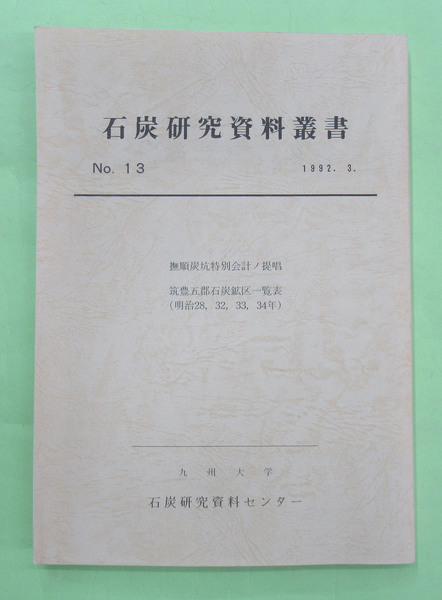 石炭研究資料叢書
No. 13 1992. 3.
撫順炭坑特別会計ノ提唱
筑豊五郡石炭鉱区一覧表
(明治28, 32, 33, 34年)
九州大学
石炭研究資料センター